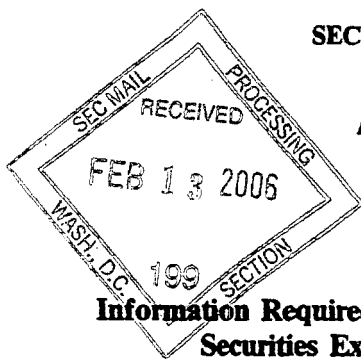 SEC
SEC MAIL
PROCESSING
RECEIVED
FEB 13 2006
WASH., D.C.
199
SECTION
Information Require
Securities Ex